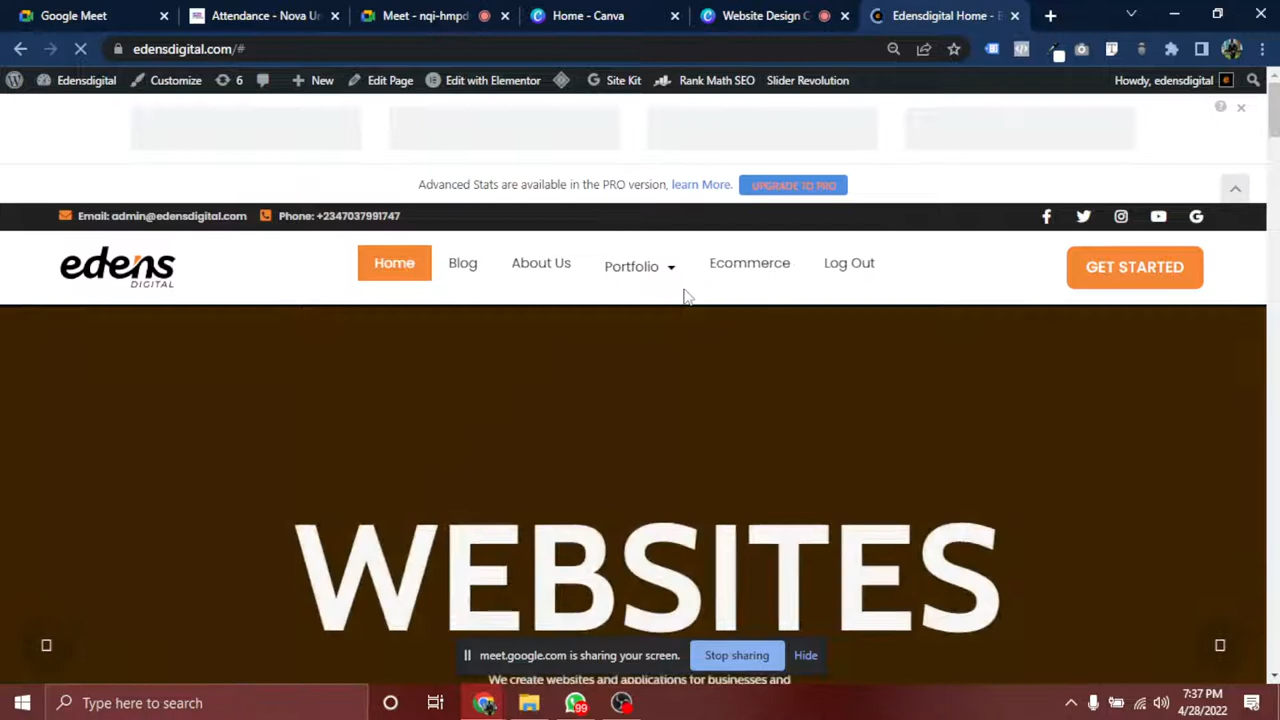 Google Meet
Attendance - Nova Un
Meet - nqi-hmpd
Home - Canva
Website Design C
Edensdigital Home - E
edensdigital.com/#
Edensdigital
Customize
6
New
Edit Page
Edit with Elementor
Site Kit
Rank Math SEO
Slider Revolution
Howdy, edensdigital
Advanced Stats are available in the PRO version, learn More. UPGRADE TO PRO
Email: admin@edensdigital.com Phone: +2347037991747
edens
DIGITAL
Home
Blog
About Us
Portfolio
Ecommerce
Log Out
GET STARTED
WEBSITES
meet.google.com is sharing your screen. Stop sharing Hide
We create websites and applications for businesses and
Type here to search
99
7:37 PM
4/28/2022